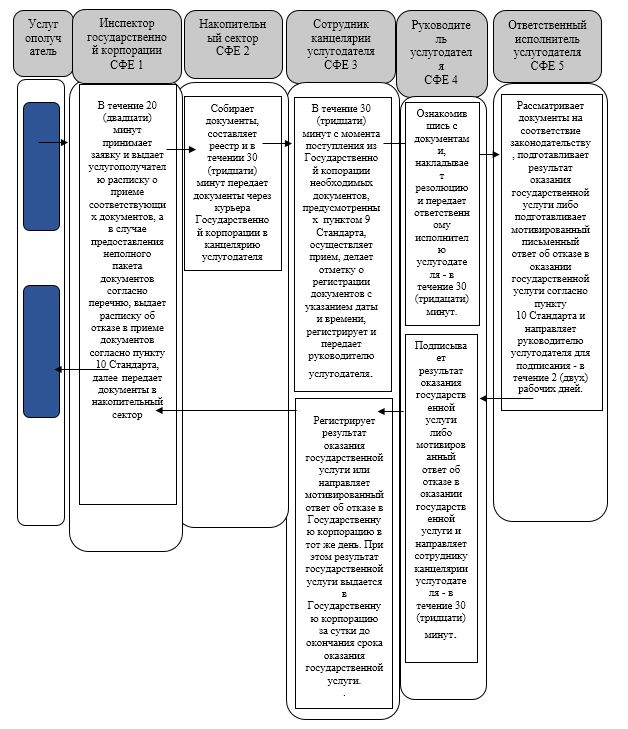 Услуг
ополуч
атель
Инспектор
государственно
й корпорации
СФЕ 1
Накопительн
ый сектор
СФЕ 2
Сотрудник
канцелярии
услугодателя
СФЕ 3
Руководите
ль
услугодател
я
СФЕ 4
Ответственный
исполнитель
услугодателя
СФЕ 5
В течение 20
(двадцати)
минут
принимает
заявку и выдает
услугополучател
ю расписку о
приеме
соответствующи
х документов, а
в случае
предоставления
неполного
пакета
документов
согласно
перечню, выдает
расписку об
отказе в приеме
документов
согласно пункту
10 Стандарта,
далее передает
документы в
накопительный
сектор
Собирает
документы,
составляет
реестр и в
течении 30
(тридцати)
минут передает
документы через
курьера
Государственно
й корпорации в
канцелярию
услугодателя
В течение 30
(тридцати)
минут с момента
поступления из
Государственно
й копорации
необходимых
документов,
предусмотренны
х пунктом 9
Стандарта,
осуществляет
прием, делает
отметку о
регистрации
документов с
указанием даты
и времени,
регистрирует и
передает
руководителю
услугодателя.
Регистрирует
результат
оказания
государственной
услуги или
направляет
мотивированный
ответ об отказе в
Государственну
ю корпорацию в
тот же день. При
этом результат
государственной
услуги выдается
в
Государственну
ю корпорацию
за сутки до
окончания срока
оказания
государственной
услуги.
.
Ознакомив
шись с
документам
и,
накладывае
т
резолюцию
и передает
ответственн
ому
исполнител
ю
услугодате
ля - в
течение 30
(тридацати)
минут.
Подписыва
ет
результат
оказания
государств
енной
услуги
либо
мотивиров
анный
ответ об
отказе в
оказании
государств
енной
услуги и
направляет
сотруднику
канцелярии
услугодате
ля - в
течение 30
(тридцати)
минут.
Рассматривает
документы на
соответствие
законодательству
, подготавливает
результат
оказания
государственной
услуги либо
подготавливает
мотивированный
письменный
ответ об отказе в
оказании
государственной
услуги согласно
пункту
10 Стандарта и
направляет
руководителю
услугодателя для
подписания - в
течение 2 (двух)
рабочих дней.